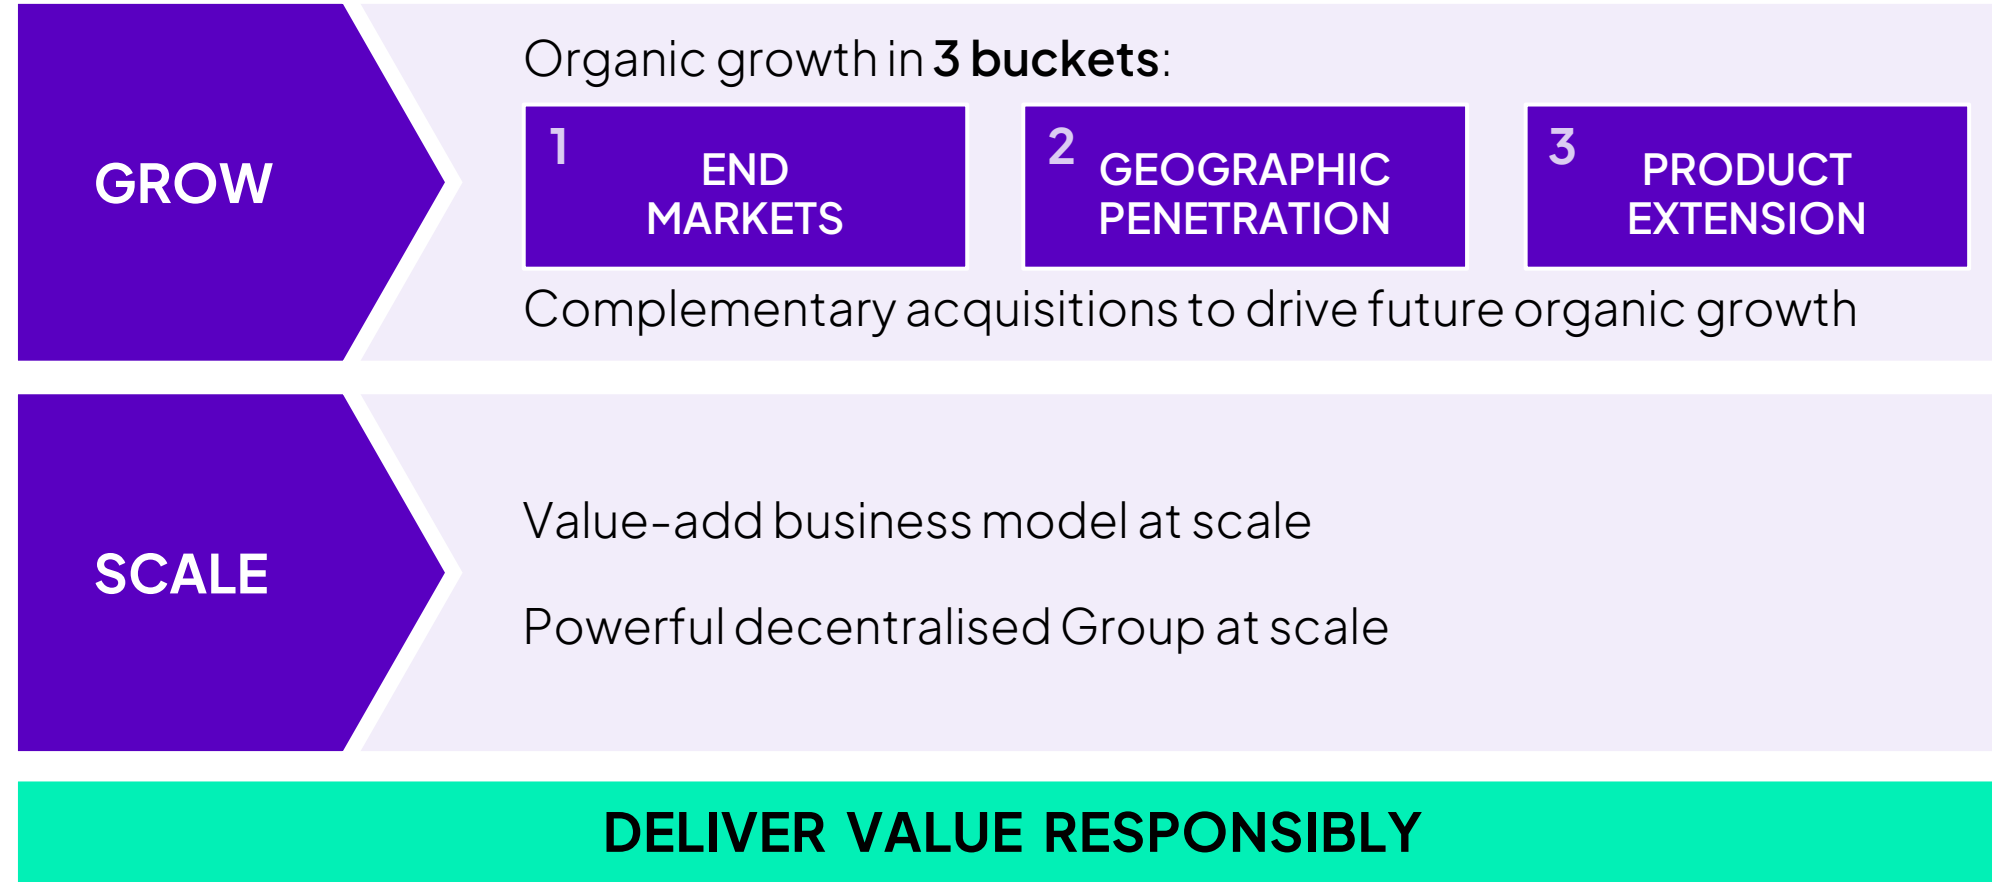 GROW
Organic growth in 3 buckets:
1
END
MARKETS
2
GEOGRAPHIC
PENETRATION
3
PRODUCT
EXTENSION
Complementary acquisitions to drive future organic growth
SCALE
Value-add business model at scale
Powerful decentralised Group at scale
DELIVER VALUE RESPONSIBLY